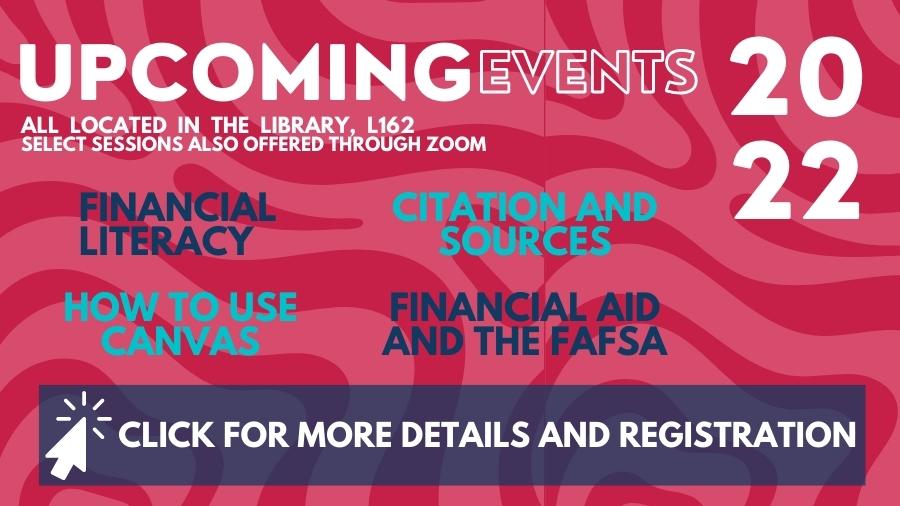 UPCOMING EVENTS
20
22
ALL LOCATED IN THE LIBRARY, L162
SELECT SESSIONS ALSO OFFERED THROUGH ZOOM
FINANCIAL
LITERACY
CITATION AND
SOURCES
HOW TO USE
CANVAS
FINANCIAL AID
AND THE FAFSA
CLICK FOR MORE DETAILS AND REGISTRATION